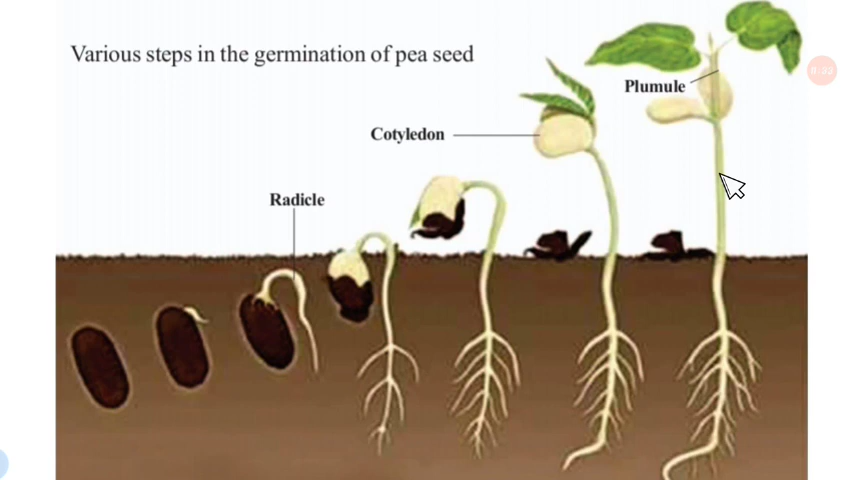 Various steps in the germination of pea seed
Plumule
Cotyledon
Radicle